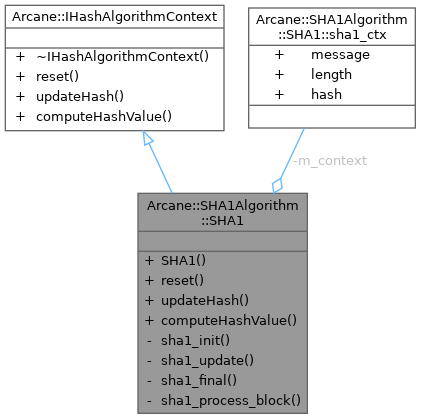 Arcane::IHashAlgorithmContext
+ ~IHashAlgorithmContext()
+ reset()
+ updateHash()
+ computeHashValue()
Arcane::SHA1Algorithm
::SHA1::sha1_ctx
+ message
+ length
+ hash
-m_context
Arcane::SHA1Algorithm
::SHA1
+ SHA1()
+ reset()
+ updateHash()
+ computeHashValue()
- sha1_init()
- sha1_update()
- sha1_final()
- sha1_process_block()